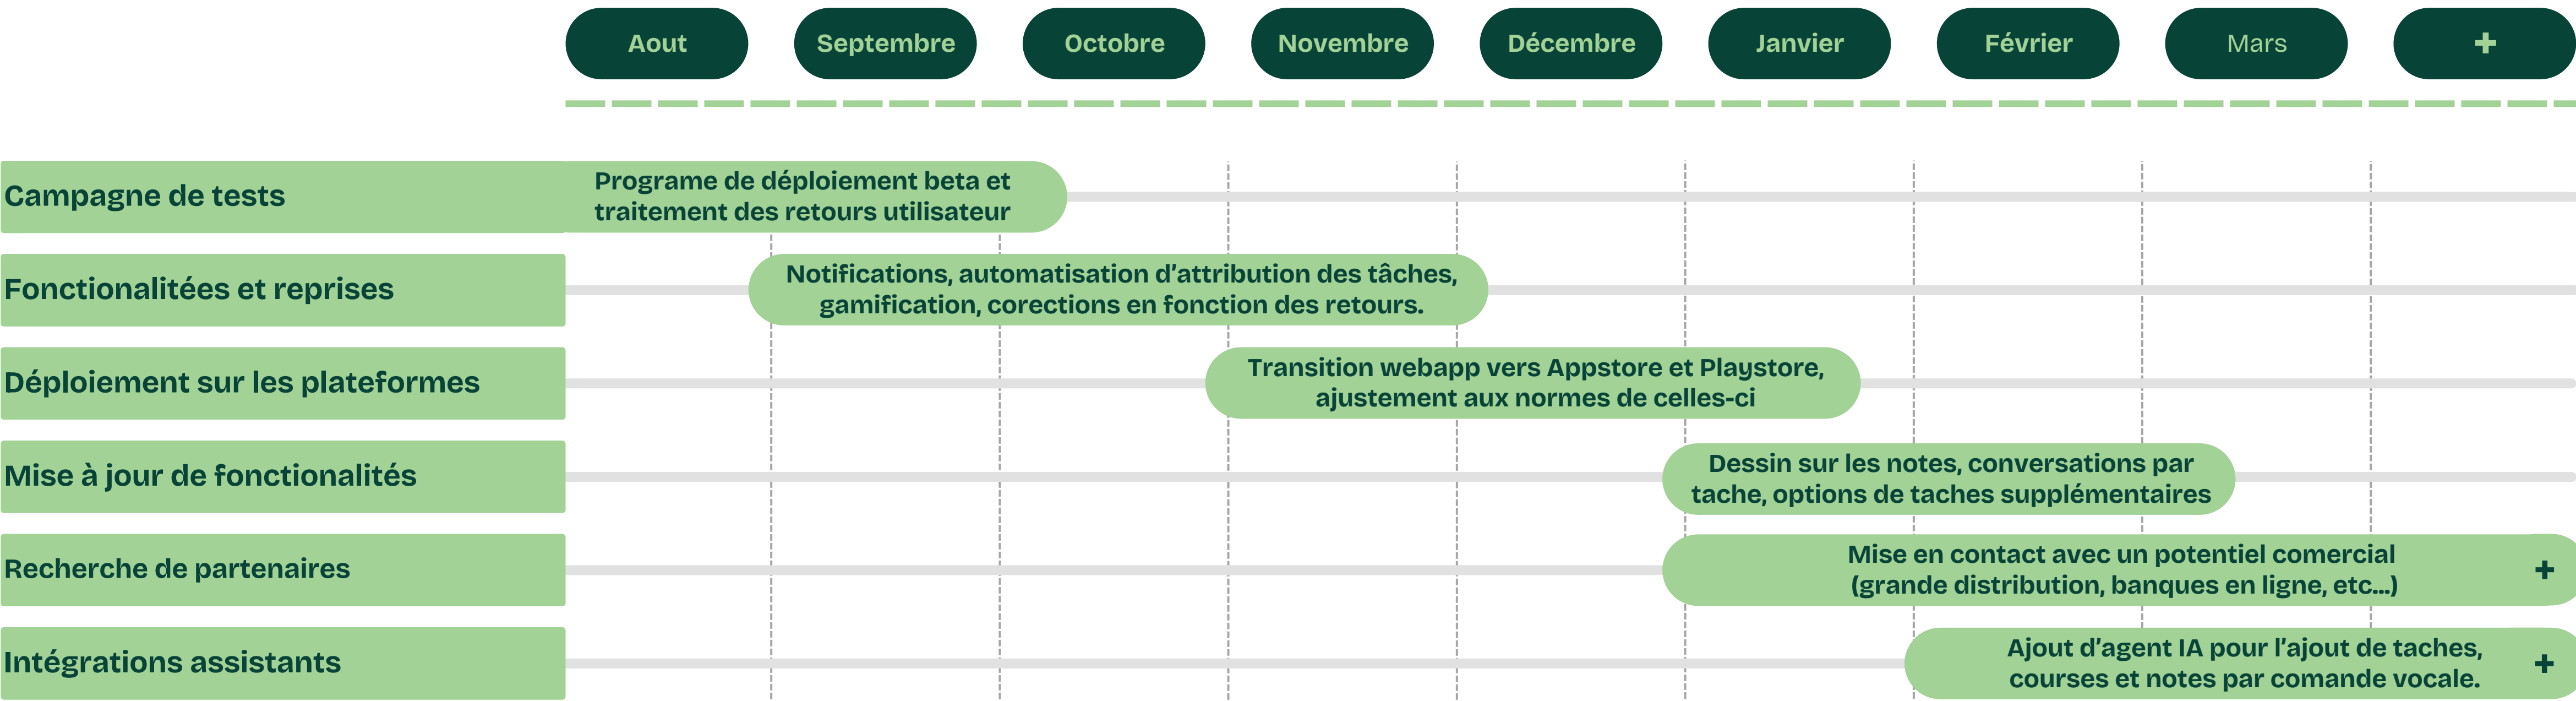 Aout
Septembre
Octobre
Novembre
Décembre
Janvier
Février
Mars
+
Campagne de tests
Programe de déploiement beta et
traitement des retours utilisateur
Fonctionalitées et reprises
Notifications, automatisation d’attribution des tâches,
gamification, corections en fonction des retours.
Déploiement sur les plateformes
Transition webapp vers Appstore et Playstore,
ajustement aux normes de celles-ci
Mise à jour de fonctionalités
Dessin sur les notes, conversations par
tache, options de taches supplémentaires
Recherche de partenaires
Mise en contact avec un potentiel comercial
(grande distribution, banques en ligne, etc...)
+
Intégrations assistants
Ajout d’agent IA pour l’ajout de taches,
courses et notes par comande vocale.
+